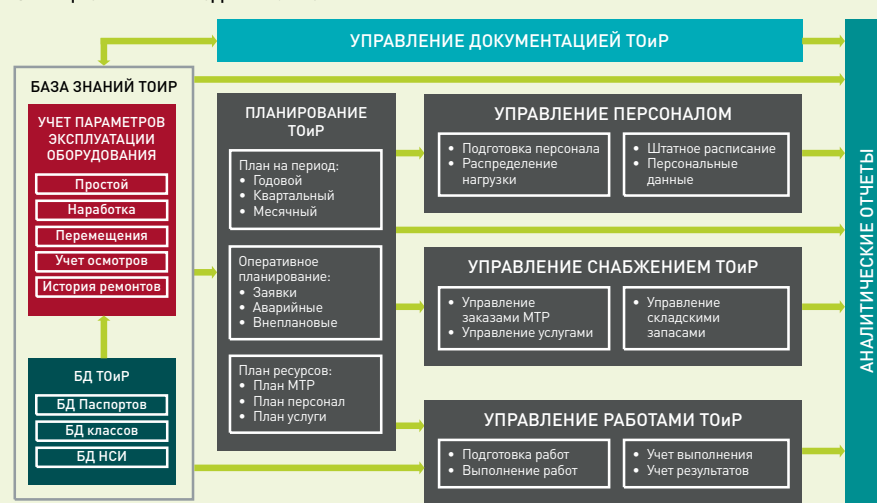 УПРАВЛЕНИЕ ДОКУМЕНТАЦИЕЙ ТОиР
БАЗА ЗНАНИЙ ТОИР
УЧЕТ ПАРАМЕТРОВ
ЭКСПЛУАТАЦИИ
ОБОРУДОВАНИЯ
Простой
Наработка
Перемещения
Учет осмотров
История ремонтов
БД ТОиР
БД Паспортов
БД классов
БД НСИ
ПЛАНИРОВАНИЕ
ТОиР
План на период:
• Годовой
• Квартальный
• Месячный
Оперативное
планирование:
• Заявки
• Аварийные
• Внеплановые
План ресурсов:
• План МТР
• План персонал
• План услуги
УПРАВЛЕНИЕ ПЕРСОНАЛОМ
• Подготовка персонала
• Распределение
нагрузки
• Штатное расписание
• Персональные
данные
УПРАВЛЕНИЕ СНАБЖЕНИЕМ ТОиР
• Управление
заказами МТР
• Управление услугами
• Управление
складскими
запасами
УПРАВЛЕНИЕ РАБОТАМИ ТОиР
• Подготовка работ
• Выполнение работ
• Учет выполнения
• Учет результатов
АНАЛИТИЧЕСКИЕ ОТЧЕТЫ